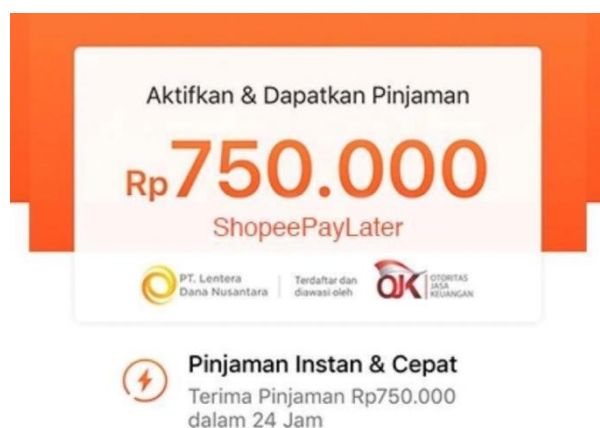 Aktifkan & Dapatkan Pinjaman
Rp750.000
ShopeePayLater
PT. Lentera
Dana Nusantara
Terdaftar dan
diawasi oleh
OJK
OTORITAS
JASA
KEUANGAN
Pinjaman Instan & Cepat
Terima Pinjaman Rp750.000
dalam 24 Jam